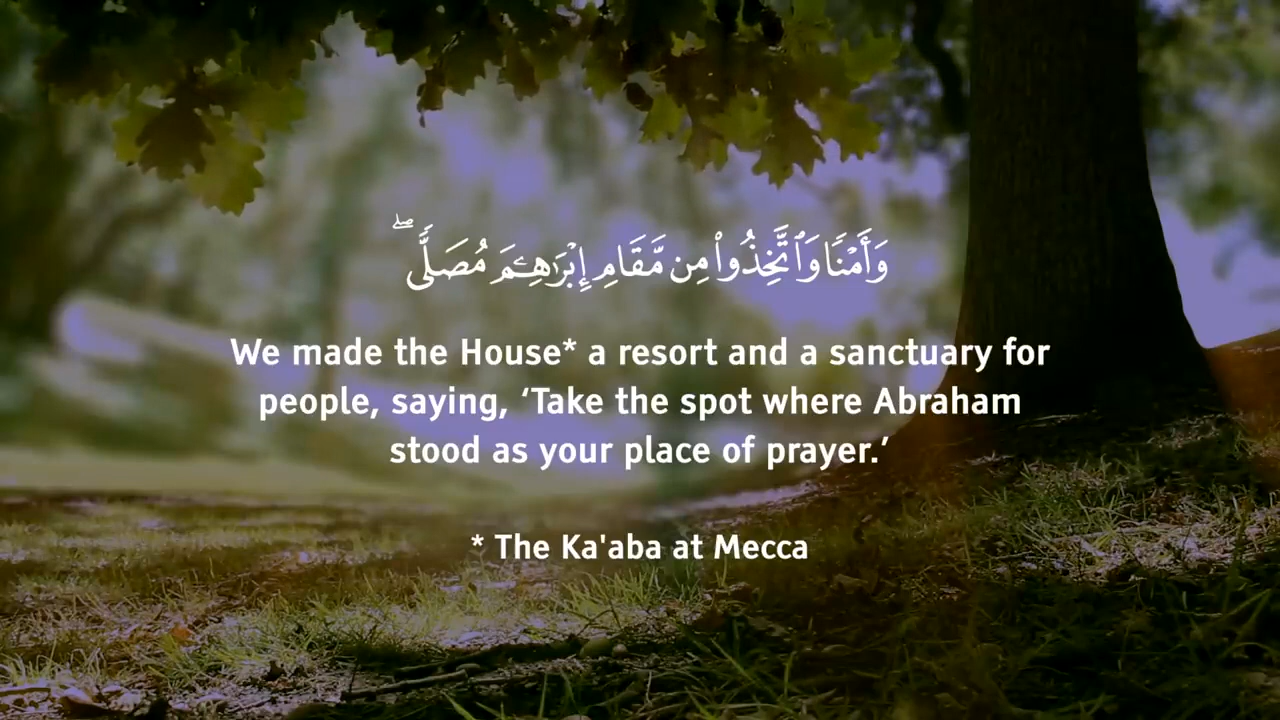 وَأَمْنًا وَٱتَّخِذُوا۟ مِن مَّقَامِ إِبْرَٰهِـۧمَ مُصَلًّى ۖ
We made the House* a resort and a sanctuary for
people, saying, ‘Take the spot where Abraham
stood as your place of prayer.’
* The Ka'aba at Mecca